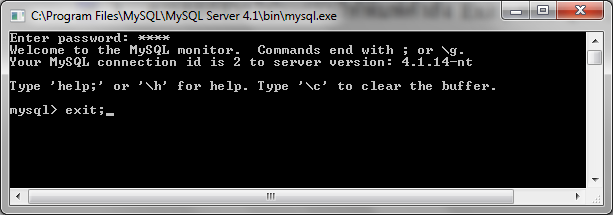 C:\Program Files\MySQL\MySQL Server 4.1\bin\mysql.exe
Enter password: ****
Welcome to the MySQL monitor.  Commands end with ; or \g.
Your MySQL connection id is 2 to server version: 4.1.14-nt
Type 'help;' or '\h' for help. Type '\c' to clear the buffer.
mysql> exit;_